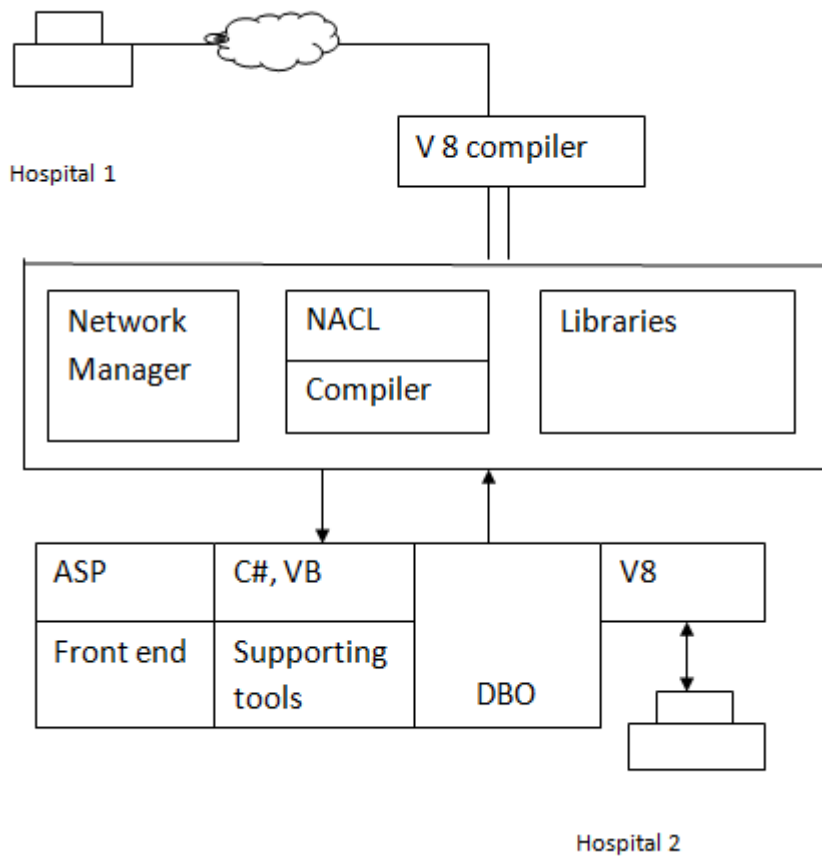 V 8 compiler
Hospital 1
Network
Manager
NACL
Compiler
Libraries
ASP
C#, VB
V8
Front end
Supporting
tools
DBO
Hospital 2